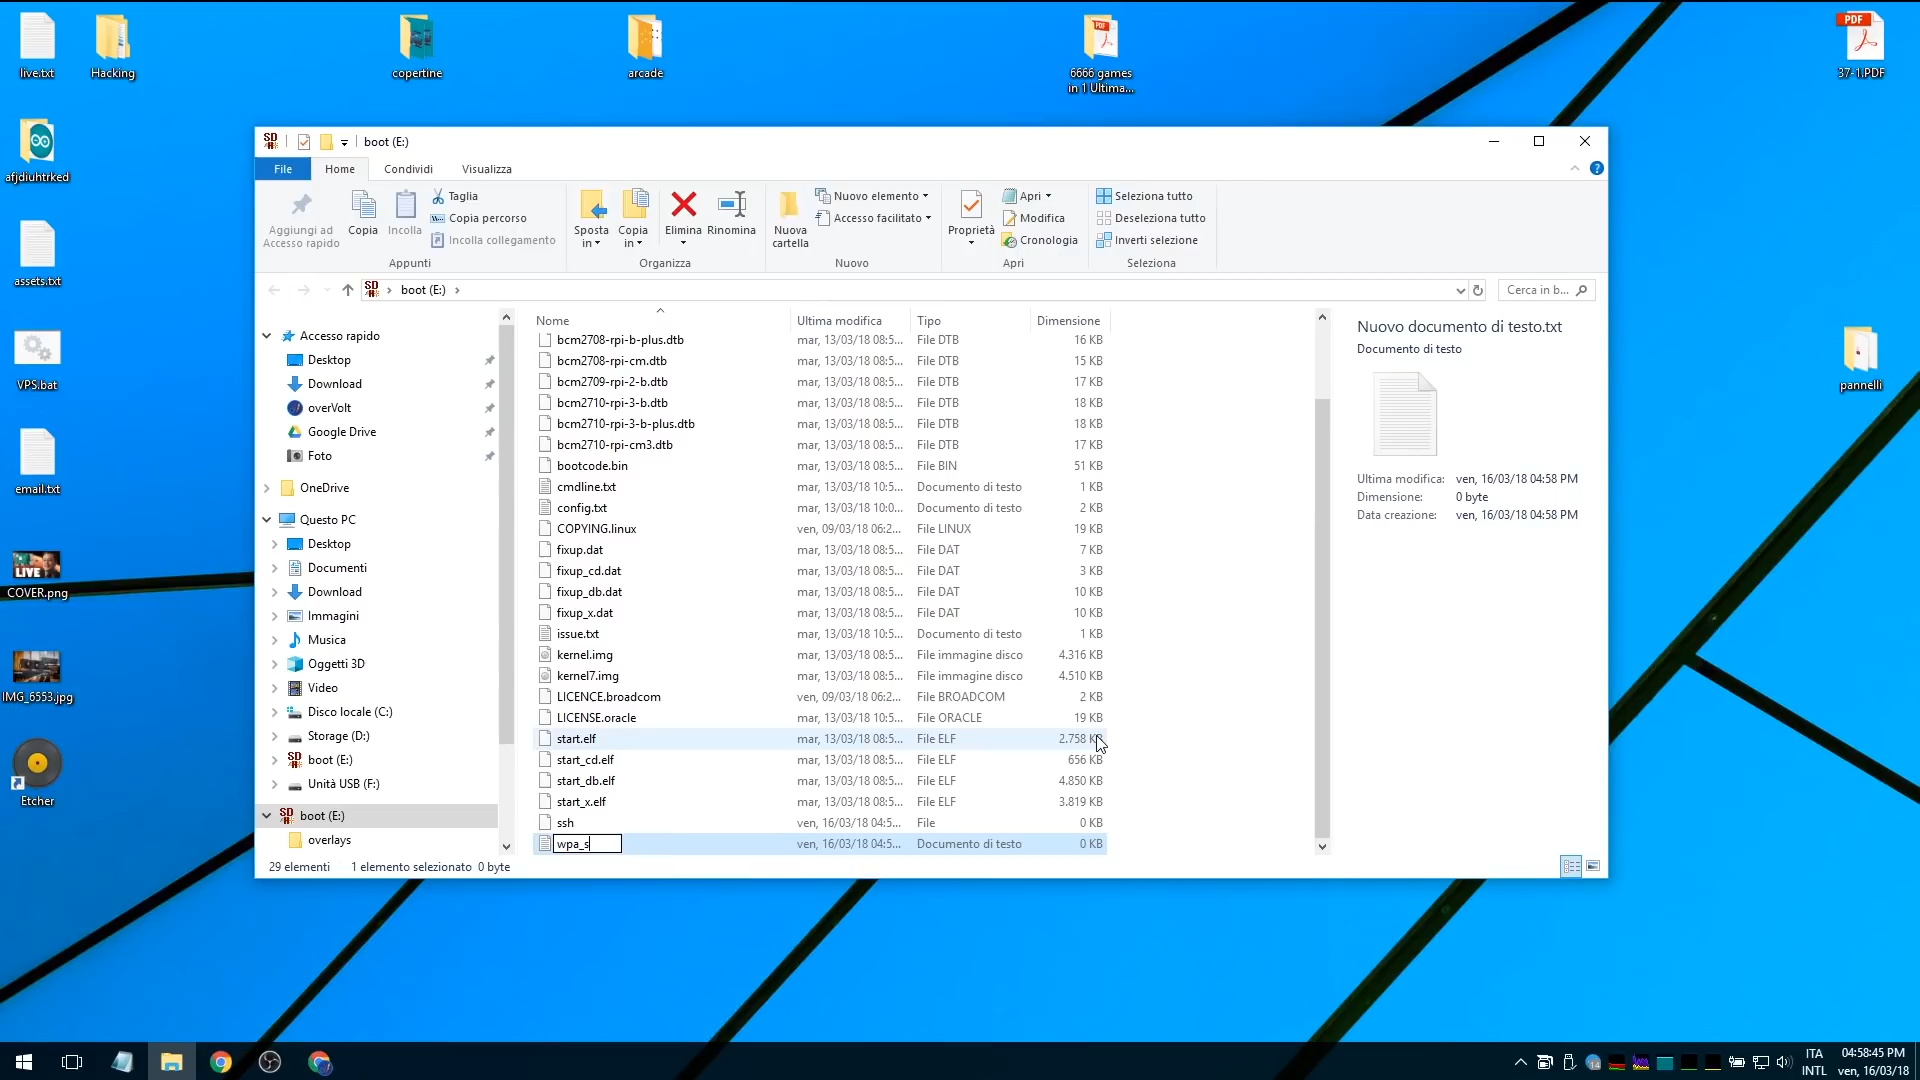 live.txt
Hacking
copertine
arcade
6666 games
in 1 Ultima...
PDF
37-1.PDF
afjdiuhtrked
assets.txt
VPS.bat
email.txt
LIVE
COVER.png
IMG_6553.jpg
Etcher
pannelli
boot (E:)
File
Home
Condividi
Visualizza
Aggiungi ad
Accesso rapido
Copia
Incolla
Taglia
Copia percorso
Incolla collegamento
Appunti
Sposta
in
Copia
in
Elimina
Rinomina
Organizza
Nuova
cartella
Nuovo elemento
Accesso facilitato
Nuovo
Proprietà
Apri
Modifica
Cronologia
Apri
Seleziona tutto
Deseleziona tutto
Inverti selezione
Seleziona
boot (E:)
Cerca in b...
Accesso rapido
Desktop
Download
overVolt
Google Drive
Foto
OneDrive
Questo PC
Desktop
Documenti
Download
Immagini
Musica
Oggetti 3D
Video
Disco locale (C:)
Storage (D:)
boot (E:)
Unità USB (F:)
boot (E:)
overlays
Nome Ultima modifica Tipo Dimensione
bcm2708-rpi-b-plus.dtb mar, 13/03/18 08:5... File DTB 16 KB
bcm2708-rpi-cm.dtb mar, 13/03/18 08:5... File DTB 15 KB
bcm2709-rpi-2-b.dtb mar, 13/03/18 08:5... File DTB 17 KB
bcm2710-rpi-3-b.dtb mar, 13/03/18 08:5... File DTB 18 KB
bcm2710-rpi-3-b-plus.dtb mar, 13/03/18 08:5... File DTB 18 KB
bcm2710-rpi-cm3.dtb mar, 13/03/18 08:5... File DTB 17 KB
bootcode.bin mar, 13/03/18 08:5... File BIN 51 KB
cmdline.txt mar, 13/03/18 10:5... Documento di testo 1 KB
config.txt mar, 13/03/18 10:0... Documento di testo 2 KB
COPYING.linux ven, 09/03/18 06:2... File LINUX 19 KB
fixup.dat mar, 13/03/18 08:5... File DAT 7 KB
fixup_cd.dat mar, 13/03/18 08:5... File DAT 3 KB
fixup_db.dat mar, 13/03/18 08:5... File DAT 10 KB
fixup_x.dat mar, 13/03/18 08:5... File DAT 10 KB
issue.txt mar, 13/03/18 10:5... Documento di testo 1 KB
kernel.img mar, 13/03/18 08:5... File immagine disco 4.316 KB
kernel7.img mar, 13/03/18 08:5... File immagine disco 4.510 KB
LICENCE.broadcom ven, 09/03/18 06:2... File BROADCOM 2 KB
LICENSE.oracle mar, 13/03/18 10:5... File ORACLE 19 KB
start.elf mar, 13/03/18 08:5... File ELF 2.758 KB
start_cd.elf mar, 13/03/18 08:5... File ELF 656 KB
start_db.elf mar, 13/03/18 08:5... File ELF 4.850 KB
start_x.elf mar, 13/03/18 08:5... File ELF 3.819 KB
ssh ven, 16/03/18 04:5... File 0 KB
wpa_s ven, 16/03/18 04:5... Documento di testo 0 KB
Nuovo documento di testo.txt
Documento di testo
Ultima modifica: ven, 16/03/18 04:58 PM
Dimensione: 0 byte
Data creazione: ven, 16/03/18 04:58 PM
29 elementi 1 elemento selezionato 0 byte
ITA
INTL
04:58:45 PM
ven, 16/03/18